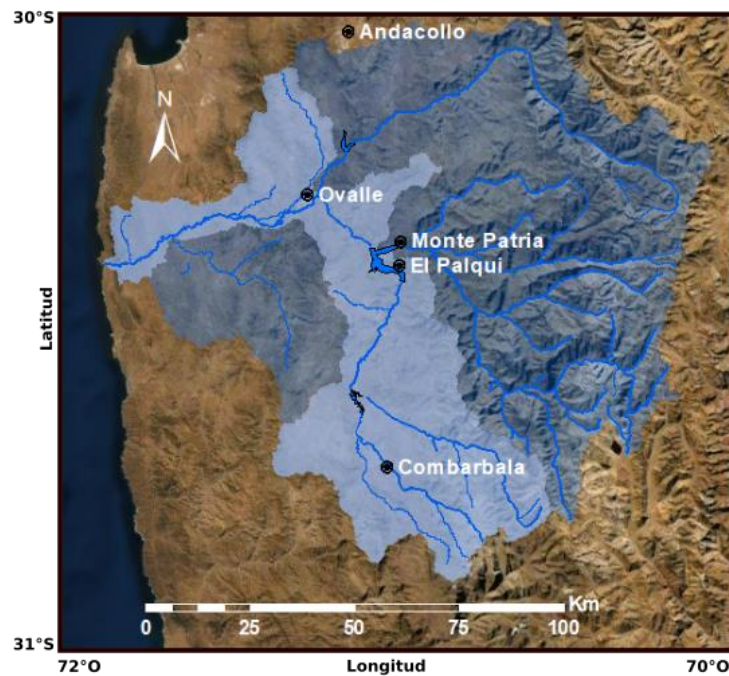 30°S
Andacollo
N
Ovalle
Monte Patria
El Palqui
Latitud
Combarbala
Km
0 25 50 75 100
31°S
72°O Longitud 70°O